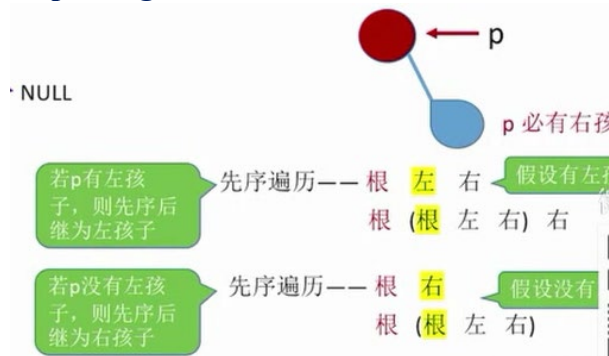 p
NULL
p 必有右孩
若p有左孩
子，则先序后
继为左孩子
先序遍历—— 根 左 右
假设有左孩
根 (根 左 右) 右
若p没有左孩
子，则先序后
继为右孩子
先序遍历—— 根 右
假设没有
根 (根 左 右)